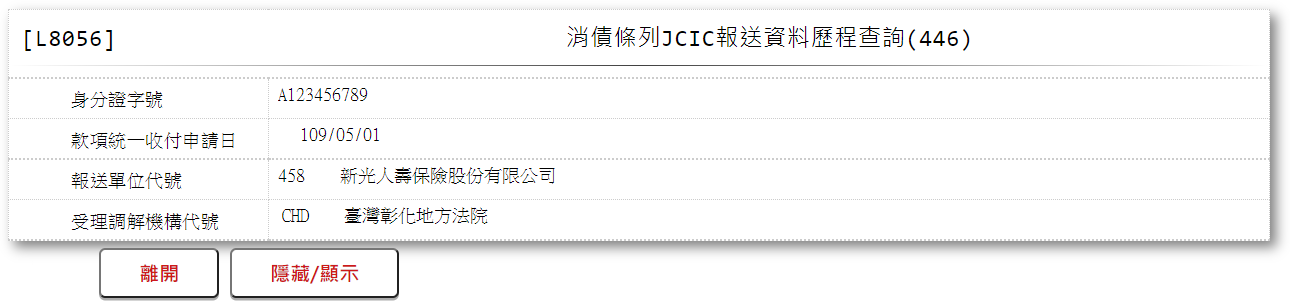 [L8056] 消債條列JCIC報送資料歷程查詢(446)
身分證字號 A123456789
款項統一收付申請日 109/05/01
報送單位代號 458 新光人壽保險股份有限公司
受理調解機構代號 CHD 臺灣彰化地方法院
離開 隱藏/顯示